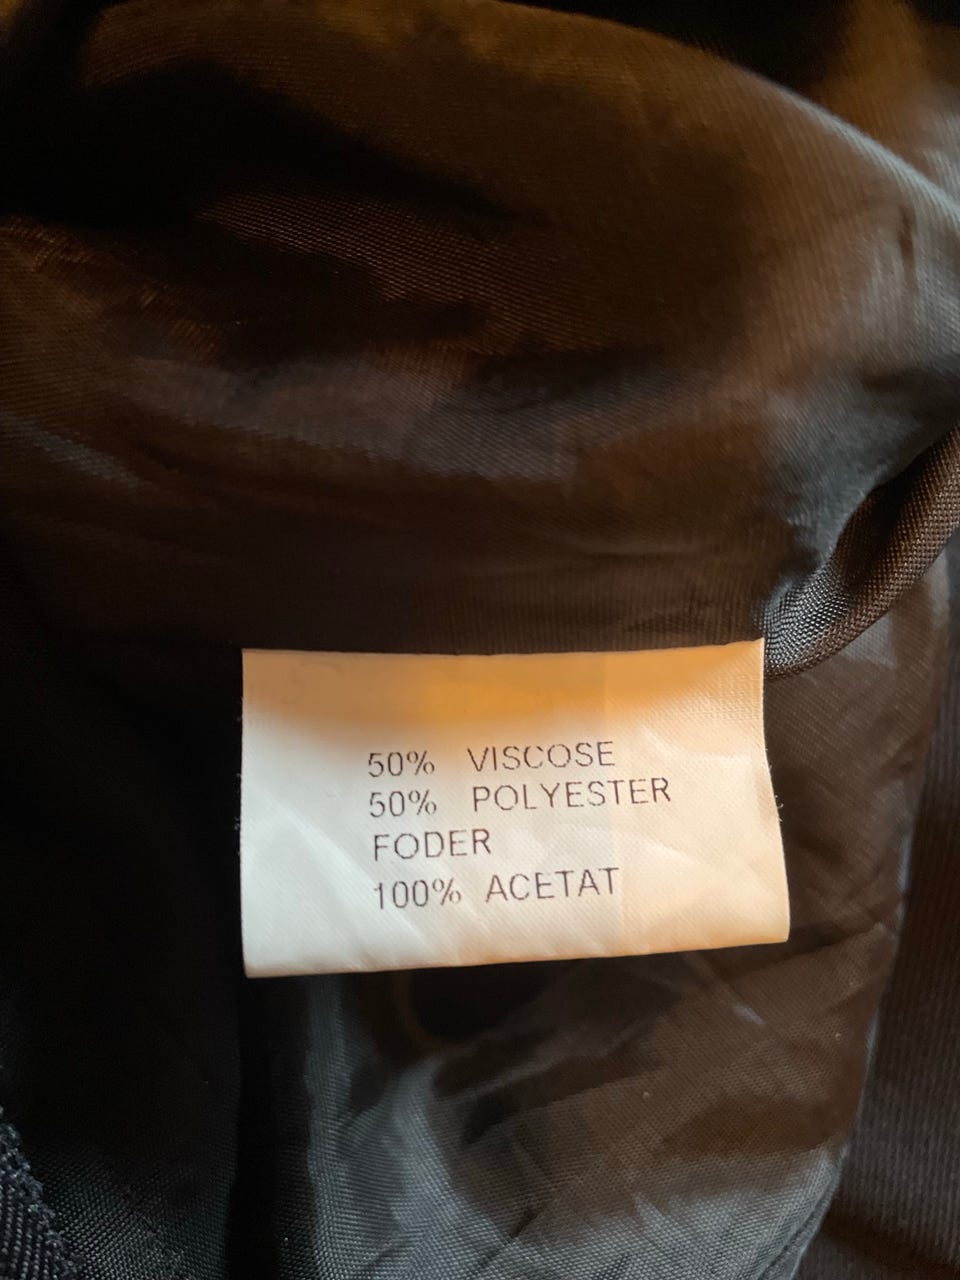 50% VISCOSE
50% POLYESTER
FODER
100% ACETAT